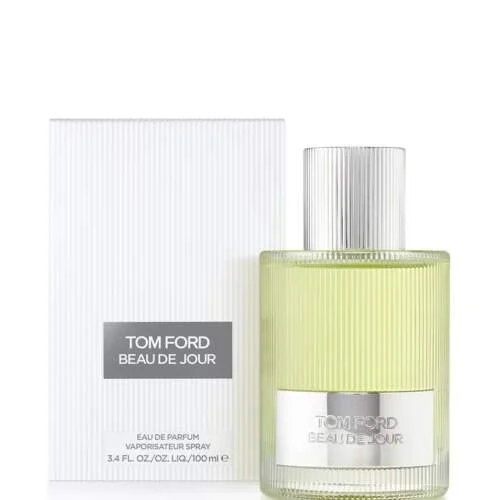 TOM FORD
BEAU DE JOUR
EAU DE PARFUM
VAPORISATEUR SPRAY
3.4 FL. OZ./OZ. LIQ./100 ml ℮
TOM FORD
BEAU DE JOUR